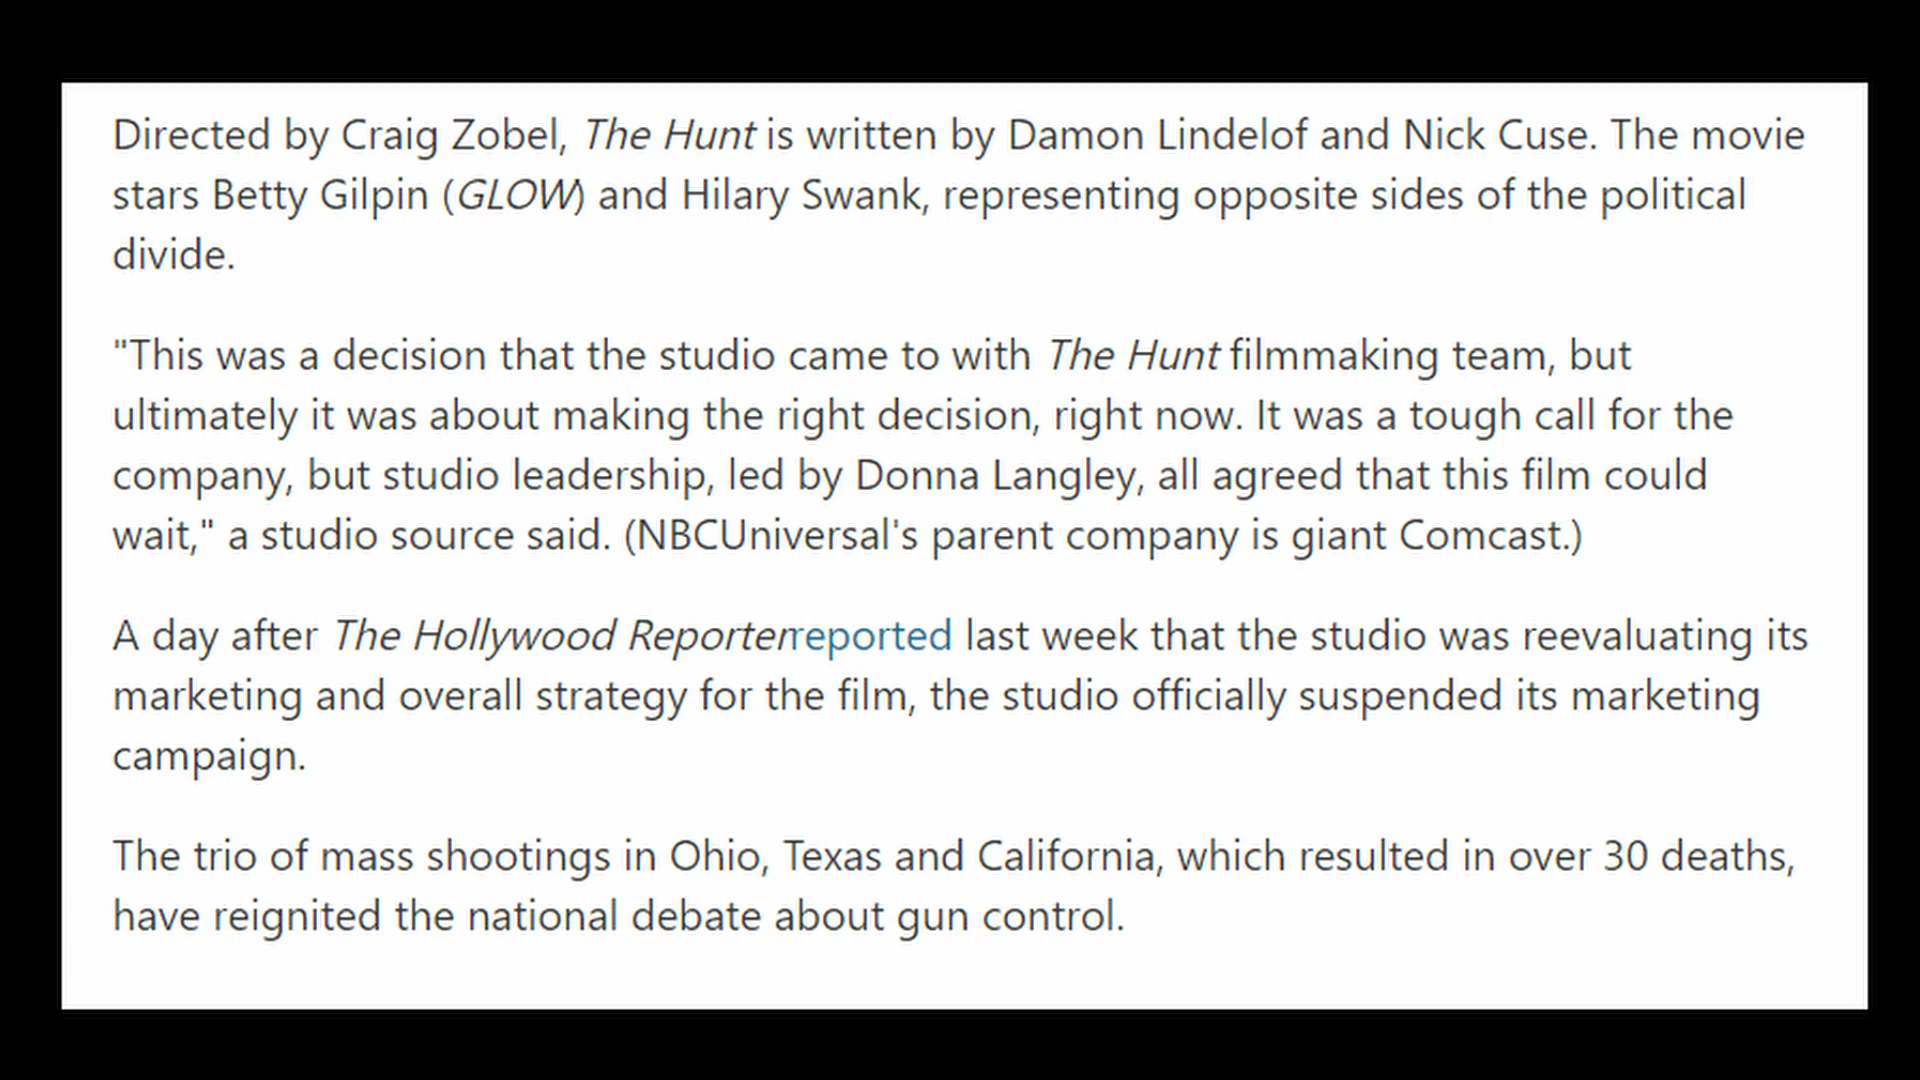 Directed by Craig Zobel, The Hunt is written by Damon Lindelof and Nick Cuse. The movie
stars Betty Gilpin (GLOW) and Hilary Swank, representing opposite sides of the political
divide.
"This was a decision that the studio came to with The Hunt filmmaking team, but
ultimately it was about making the right decision, right now. It was a tough call for the
company, but studio leadership, led by Donna Langley, all agreed that this film could
wait," a studio source said. (NBCUniversal's parent company is giant Comcast.)
A day after The Hollywood Reporterreported last week that the studio was reevaluating its
marketing and overall strategy for the film, the studio officially suspended its marketing
campaign.
The trio of mass shootings in Ohio, Texas and California, which resulted in over 30 deaths,
have reignited the national debate about gun control.